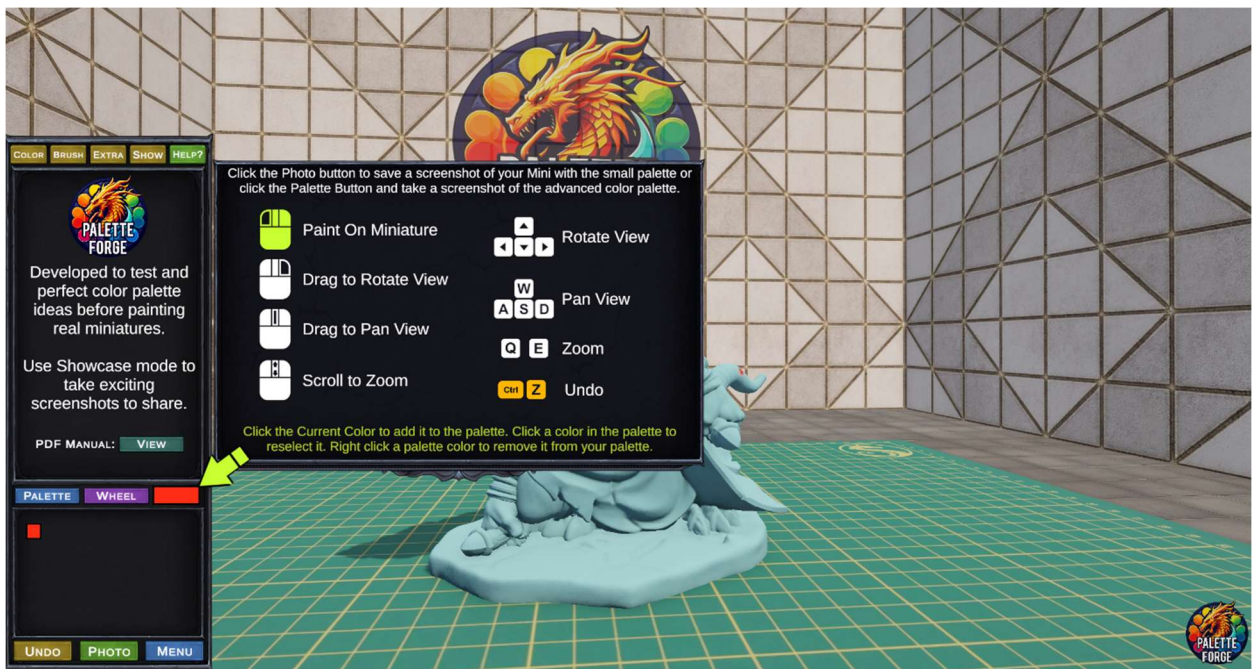 COLOR BRUSH EXTRA SHOW HELP?
PALETTE
FORGE
Developed to test and
perfect color palette
ideas before painting
real miniatures.
Use Showcase mode to
take exciting
screenshots to share.
PDF MANUAL: VIEW
PALETTE WHEEL
UNDO PHOTO MENU
Click the Photo button to save a screenshot of your Mini with the small palette or
click the Palette Button and take a screenshot of the advanced color palette.
Paint On Miniature
Drag to Rotate View
Drag to Pan View
Scroll to Zoom
Rotate View
W
A S D Pan View
Q E Zoom
Ctrl Z Undo
Click the Current Color to add it to the palette. Click a color in the palette to
reselect it. Right click a palette color to remove it from your palette.
PALETTE
FORGE